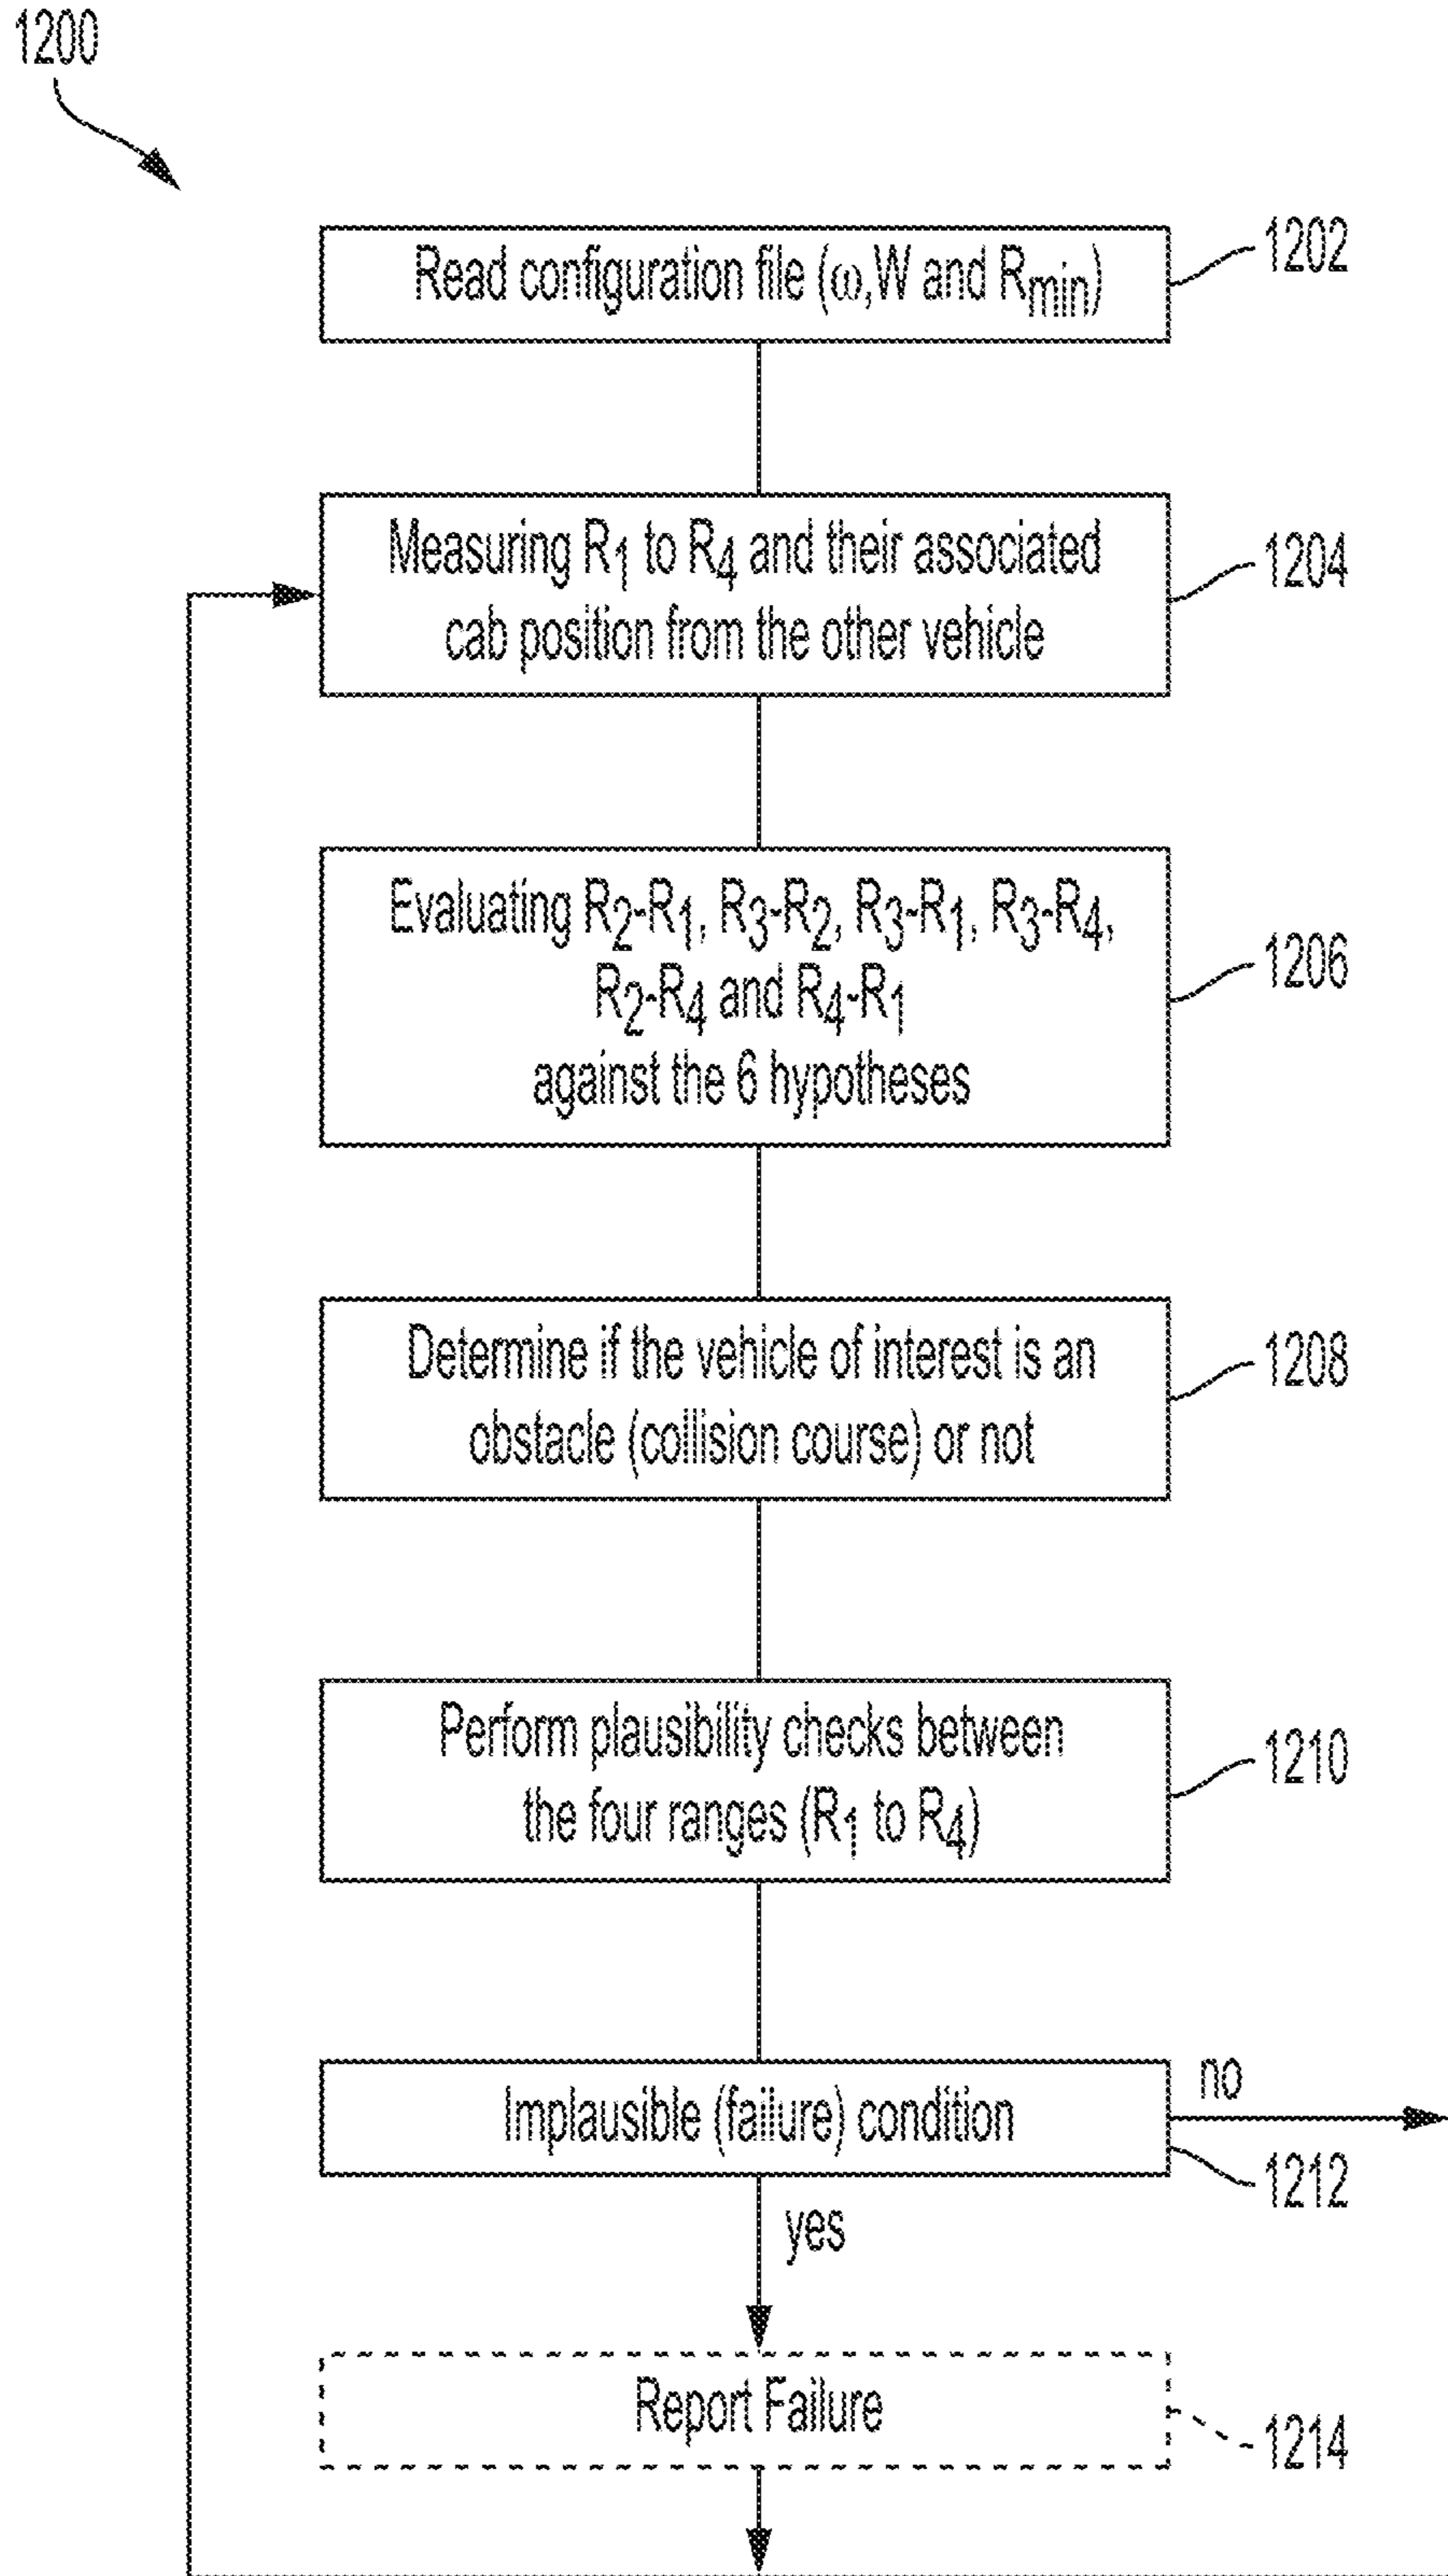 1200
Read configuration file (ω,W and Rmin)
1202
Measuring R1 to R4 and their associated
cab position from the other vehicle
1204
Evaluating R2-R1, R3-R2, R3-R1, R3-R4,
R2-R4 and R4-R1
against the 6 hypotheses
1206
Determine if the vehicle of interest is an
obstacle (collision course) or not
1208
Perform plausibility checks between
the four ranges (R1 to R4)
1210
Implausible (failure) condition
no
1212
yes
Report Failure
1214